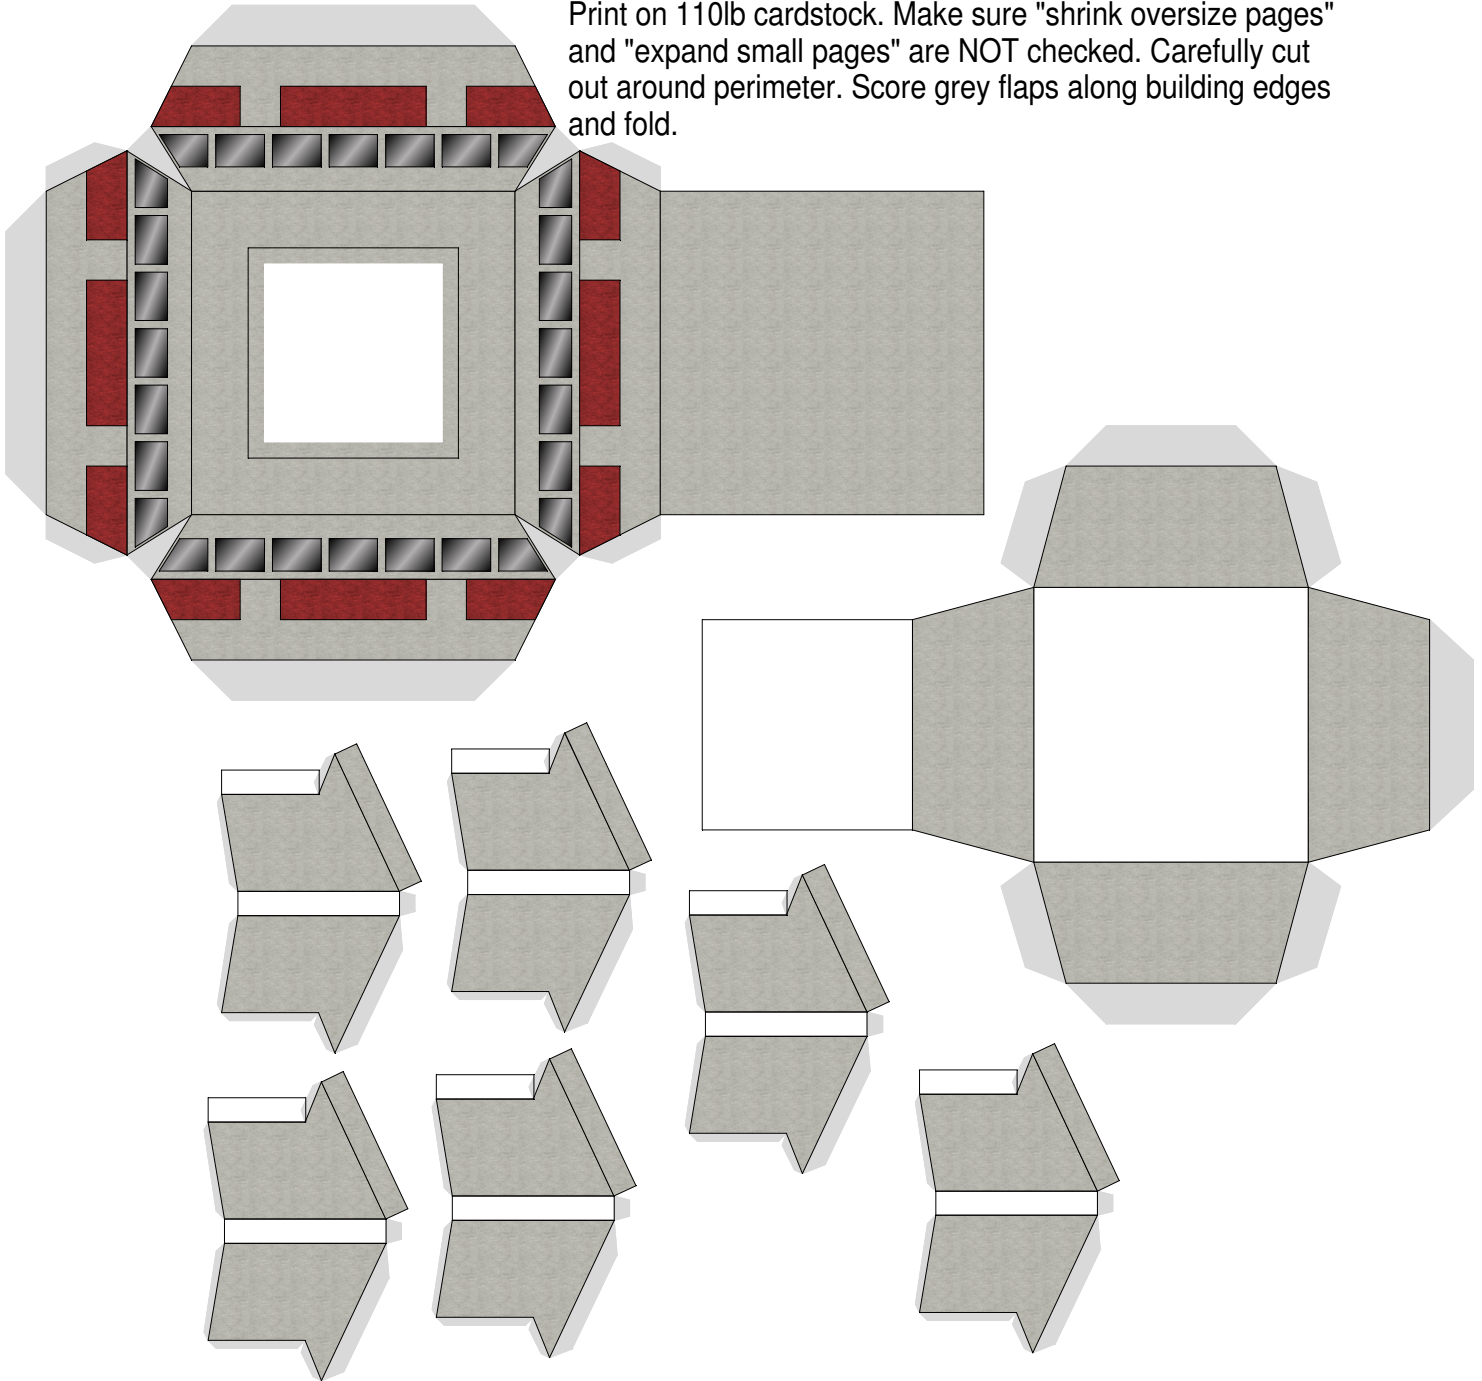 Print on 110lb cardstock. Make sure "shrink oversize pages"
and "expand small pages" are NOT checked. Carefully cut
out around perimeter. Score grey flaps along building edges
and fold.